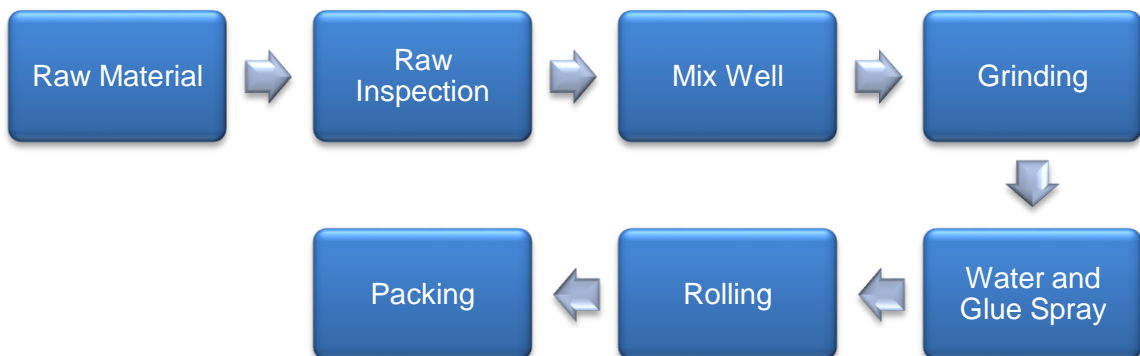 Raw Material
Raw
Inspection
Mix Well
Grinding
Water and
Glue Spray
Rolling
Packing